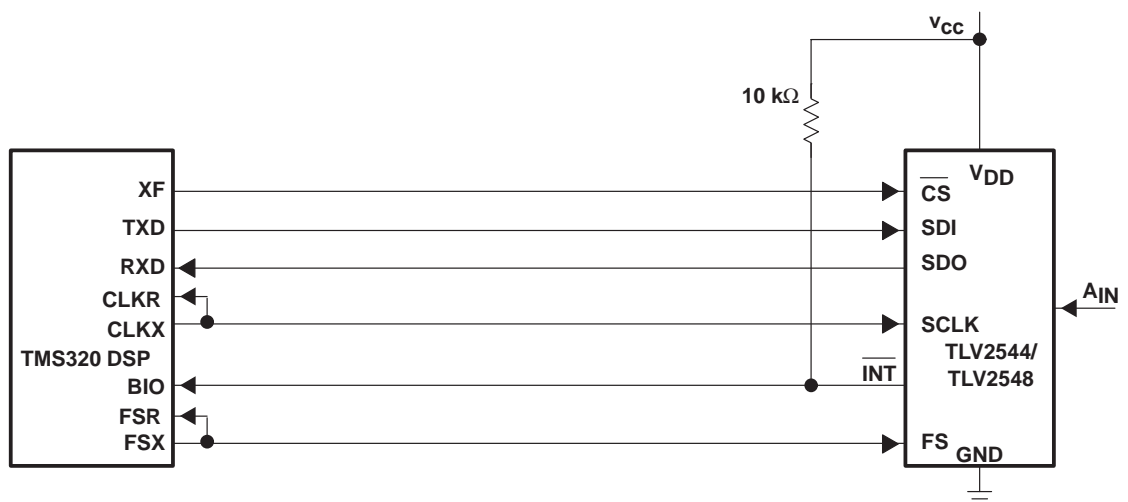 vCC
10 kΩ
XF
TXD
RXD
CLKR
CLKX
TMS320 DSP
BIO
FSR
FSX
VDD
CS
SDI
SDO
SCLK
TLV2544/
TLV2548
INT
FS
GND
AIN